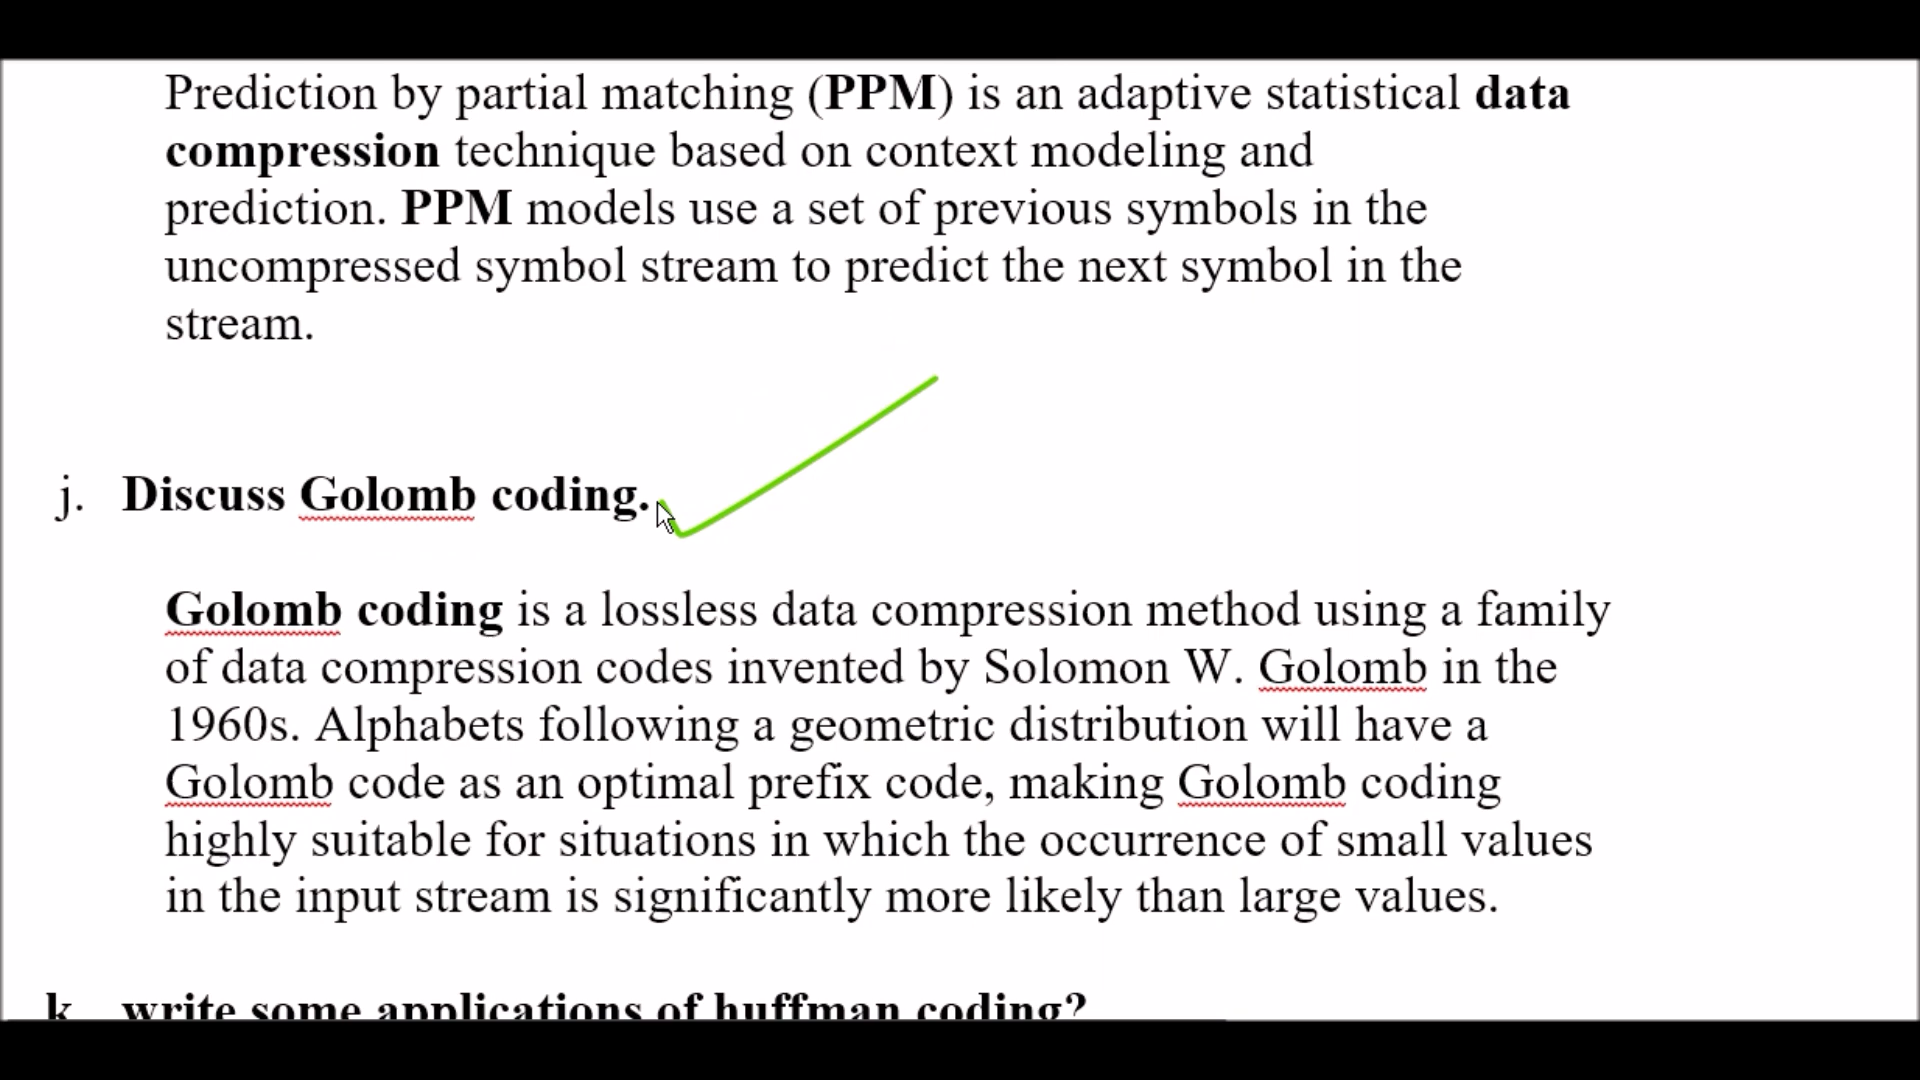 Prediction by partial matching (PPM) is an adaptive statistical data
compression technique based on context modeling and
prediction. PPM models use a set of previous symbols in the
uncompressed symbol stream to predict the next symbol in the
stream.
j. Discuss Golomb coding.
Golomb coding is a lossless data compression method using a family
of data compression codes invented by Solomon W. Golomb in the
1960s. Alphabets following a geometric distribution will have a
Golomb code as an optimal prefix code, making Golomb coding
highly suitable for situations in which the occurrence of small values
in the input stream is significantly more likely than large values.
k write some applications of huffman coding?